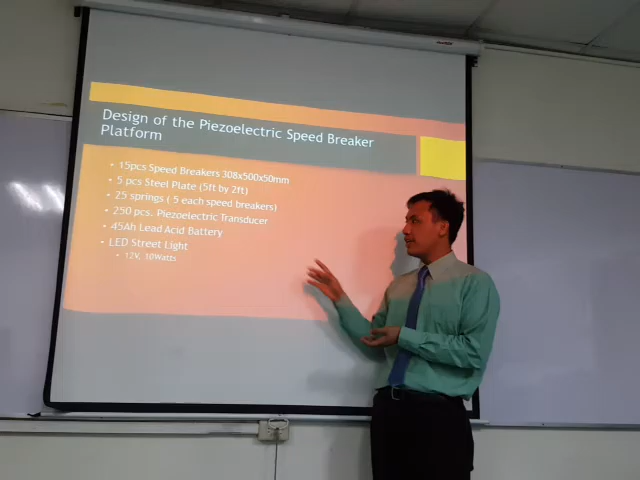 Design of the Piezoelectric Speed Breaker
Platform
• 15pcs Speed Breakers 308x500x50mm
• 5 pcs Steel Plate (5ft by 2ft)
• 25 springs ( 5 each speed breakers)
• 250 pcs. Piezoelectric Transducer
• 45Ah Lead Acid Battery
• LED Street Light
• 12V, 30Watts